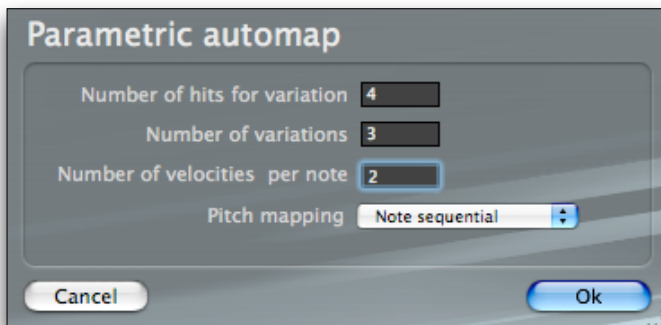 Parametric automap
Number of hits for variation 4
Number of variations 3
Number of velocities per note 2
Pitch mapping Note sequential
Cancel Ok